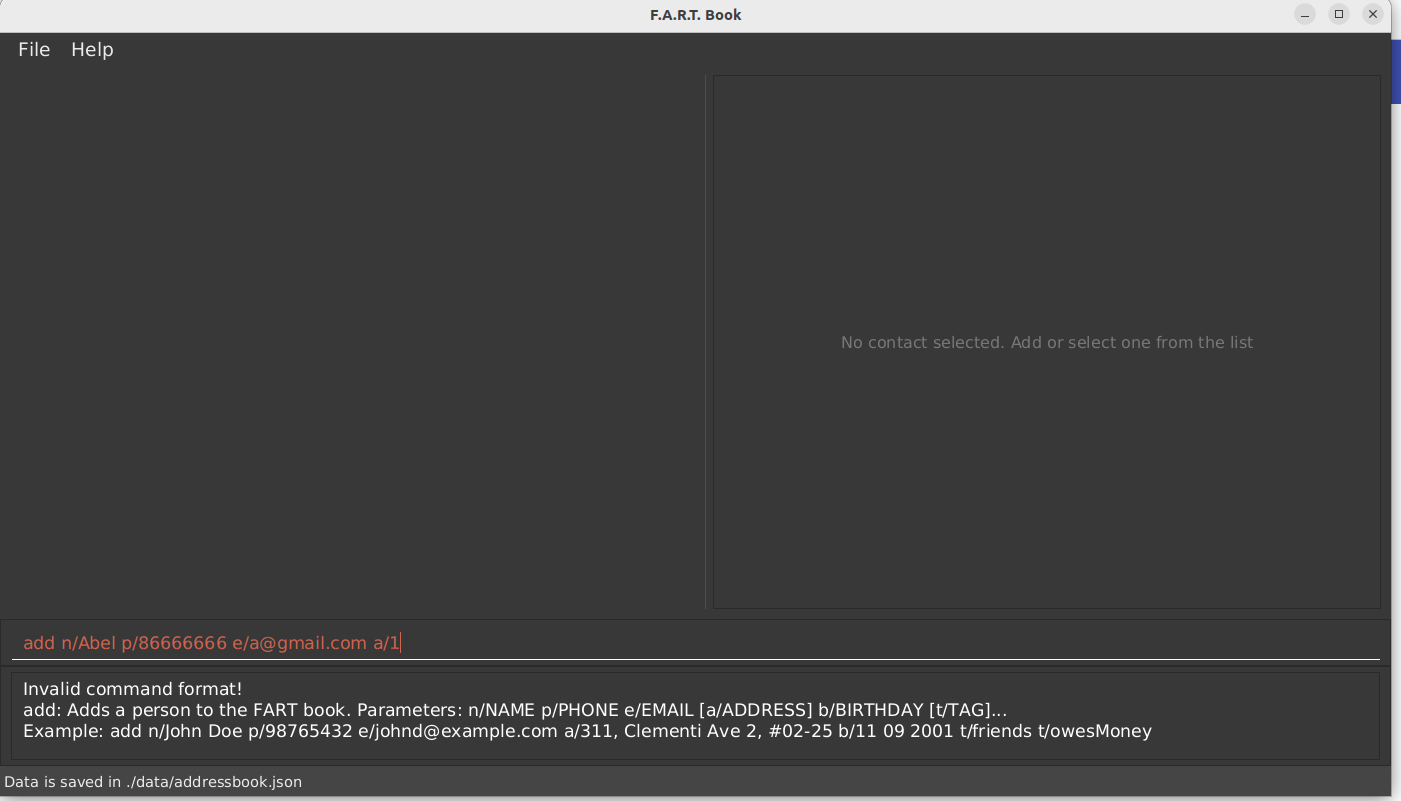 F.A.R.T. Book
File Help
No contact selected. Add or select one from the list
add n/Abel p/86666666 e/a@gmail.com a/1
Invalid command format!
add: Adds a person to the FART book. Parameters: n/NAME p/PHONE e/EMAIL [a/ADDRESS] b/BIRTHDAY [t/TAG]...
Example: add n/John Doe p/98765432 e/johnd@example.com a/311, Clementi Ave 2, #02-25 b/11 09 2001 t/friends t/owesMoney
Data is saved in ./data/addressbook.json